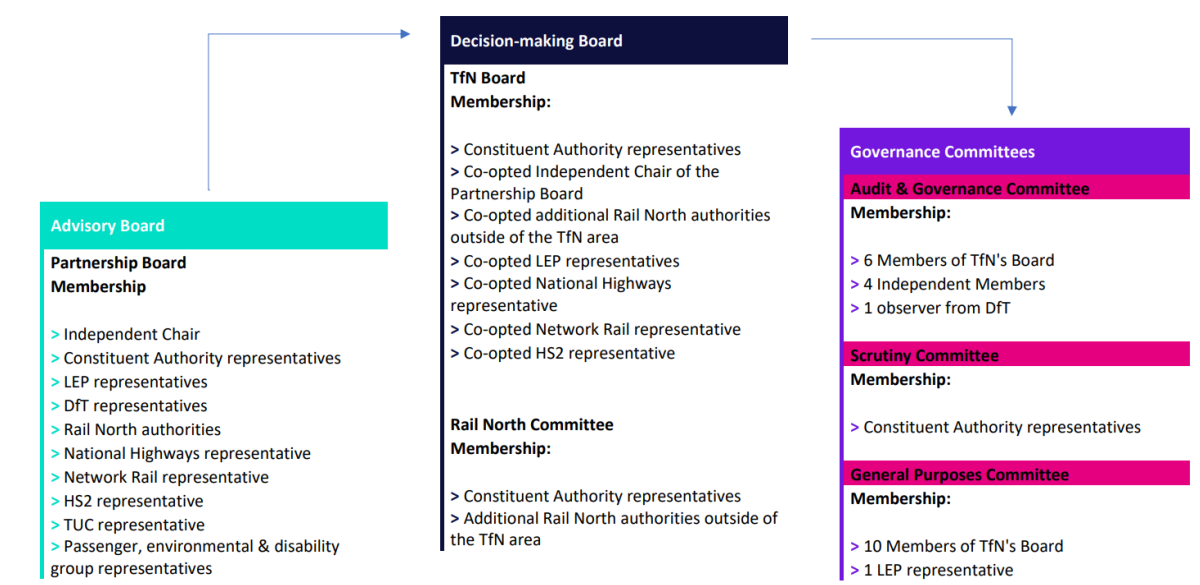 Advisory Board
Partnership Board
Membership
> Independent Chair
> Constituent Authority representatives
> LEP representatives
> DfT representatives
> Rail North authorities
> National Highways representative
> Network Rail representative
> HS2 representative
> TUC representative
> Passenger, environmental & disability
group representatives
Decision-making Board
TfN Board
Membership:
> Constituent Authority representatives
> Co-opted Independent Chair of the
Partnership Board
> Co-opted additional Rail North authorities
outside of the TfN area
> Co-opted LEP representatives
> Co-opted National Highways
representative
> Co-opted Network Rail representative
> Co-opted HS2 representative
Rail North Committee
Membership:
> Constituent Authority representatives
> Additional Rail North authorities outside of
the TfN area
Governance Committees
Audit & Governance Committee
Membership:
> 6 Members of TfN's Board
> 4 Independent Members
> 1 observer from DfT
Scrutiny Committee
Membership:
> Constituent Authority representatives
General Purposes Committee
Membership:
> 10 Members of TfN's Board
> 1 LEP representative